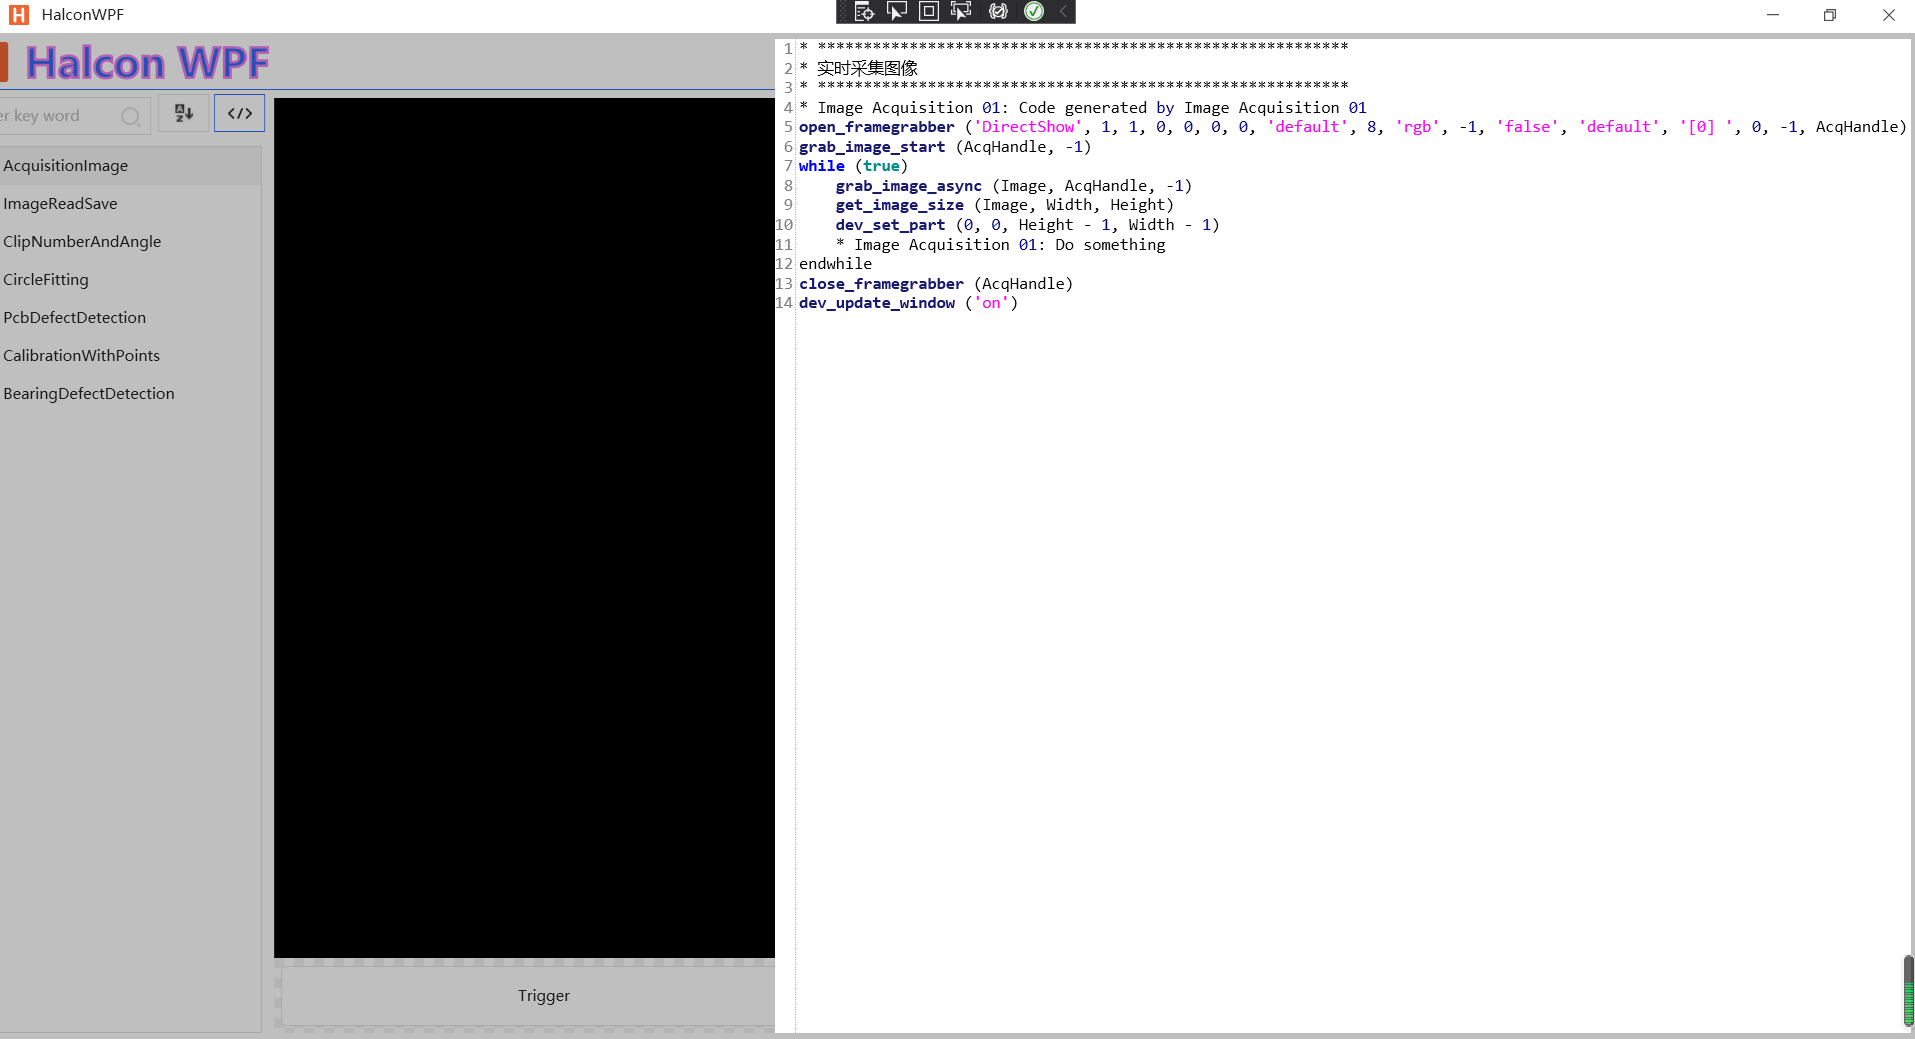 HalconWPF
Halcon WPF
er key word
AcquisitionImage
ImageReadSave
ClipNumberAndAngle
CircleFitting
PcbDefectDetection
CalibrationWithPoints
BearingDefectDetection
Trigger
1 * **********************************************************
2 * 实时采集图像
3 * **********************************************************
4 * Image Acquisition 01: Code generated by Image Acquisition 01
5 open_framegrabber ('DirectShow', 1, 1, 0, 0, 0, 0, 'default', 8, 'rgb', -1, 'false', 'default', '[0] ', 0, -1, AcqHandle)
6 grab_image_start (AcqHandle, -1)
7 while (true)
8     grab_image_async (Image, AcqHandle, -1)
9     get_image_size (Image, Width, Height)
10     dev_set_part (0, 0, Height - 1, Width - 1)
11     * Image Acquisition 01: Do something
12 endwhile
13 close_framegrabber (AcqHandle)
14 dev_update_window ('on')